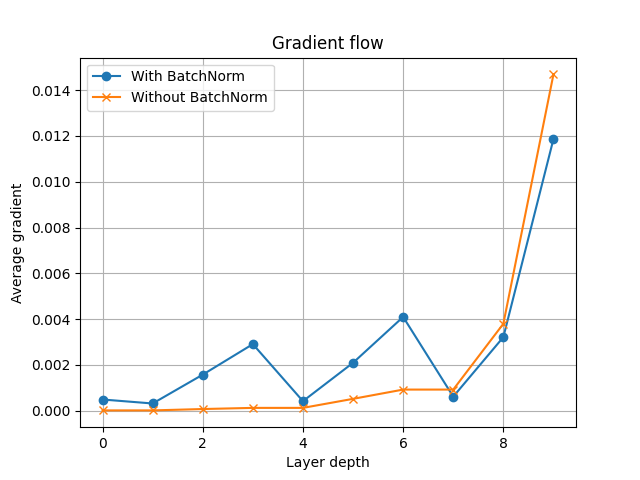 Gradient flow
With BatchNorm
Without BatchNorm
0.014
0.012
0.010
0.008
0.006
0.004
0.002
0.000
Average gradient
0 2 4 6 8
Layer depth